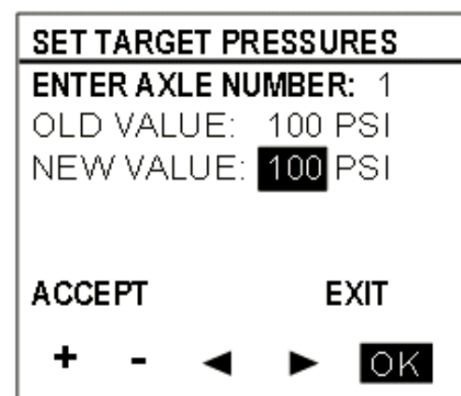 SET TARGET PRESSURES
ENTER AXLE NUMBER: 1
OLD VALUE: 100 PSI
NEW VALUE: 100 PSI
ACCEPT EXIT
+ - ◄ ► OK